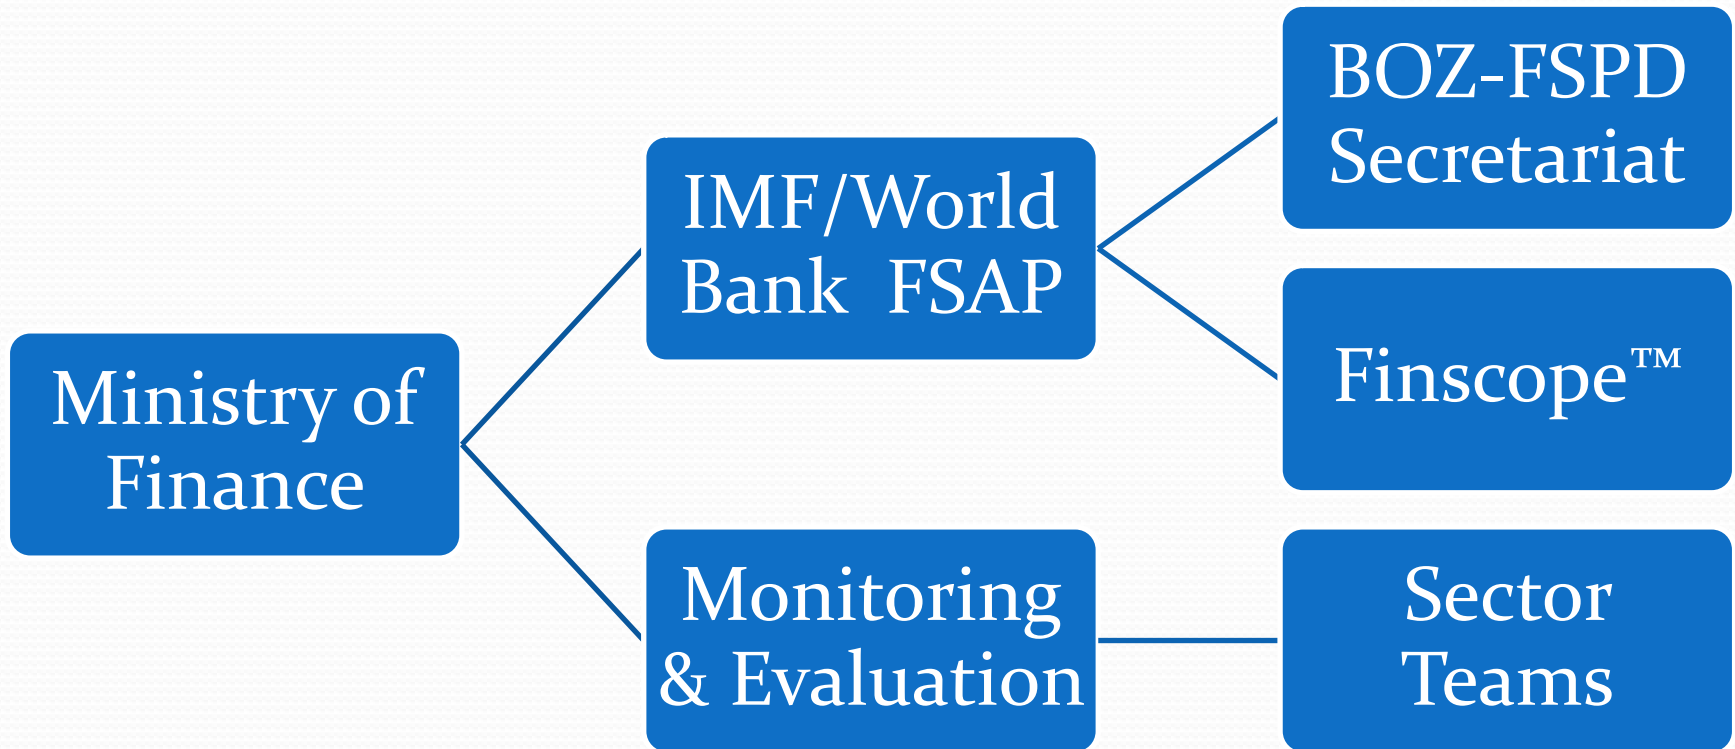 Ministry of
Finance
IMF/World
Bank  FSAP
BOZ-FSPD
Secretariat
Finscope™
Monitoring
& Evaluation
Sector
Teams